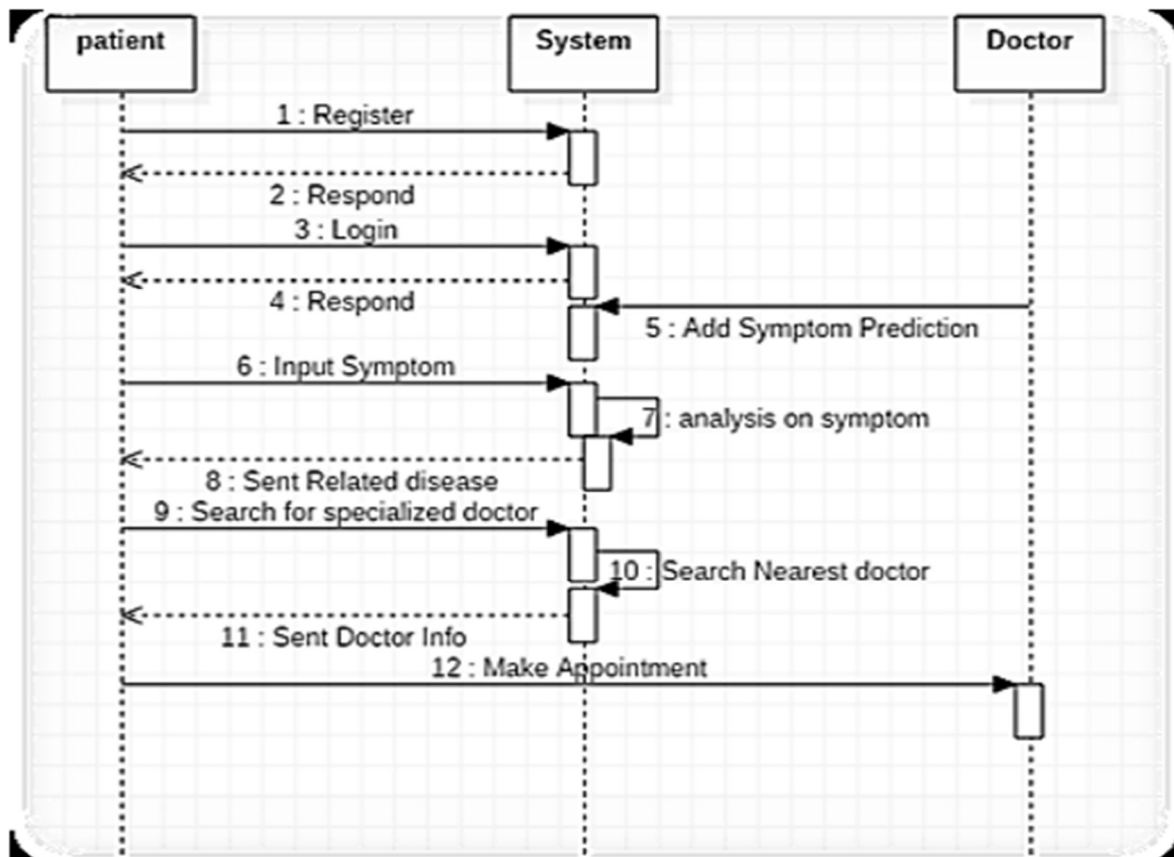 patient
System
Doctor
1 : Register
2 : Respond
3 : Login
4 : Respond
5 : Add Symptom Prediction
6 : Input Symptom
7 : analysis on symptom
8 : Sent Related disease
9 : Search for specialized doctor
10 : Search Nearest doctor
11 : Sent Doctor Info
12 : Make Appointment